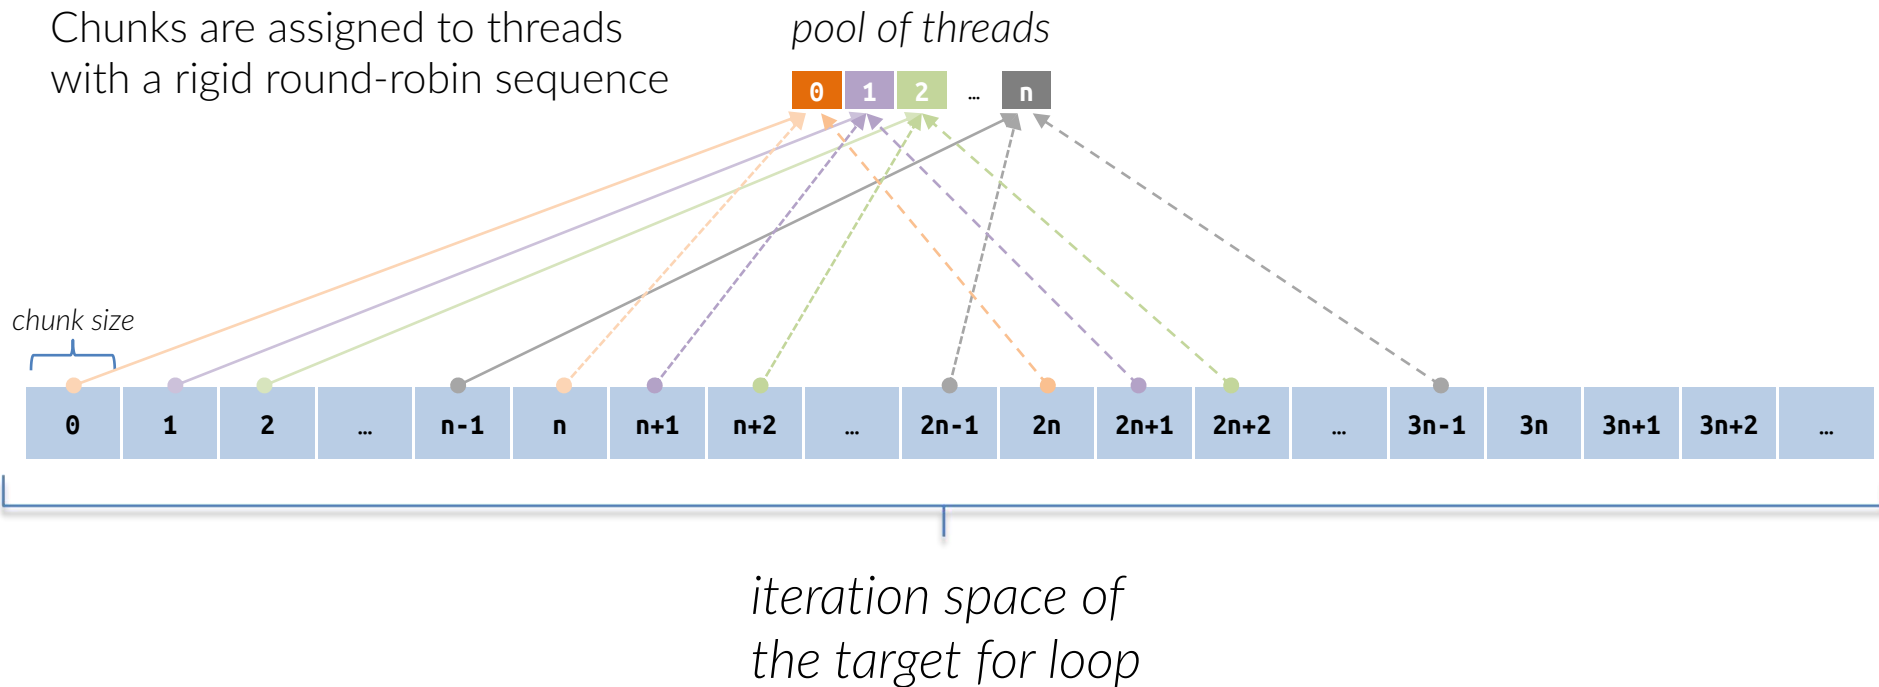 Chunks are assigned to threads
with a rigid round-robin sequence
pool of threads
0 1 2 … n
chunk size
0 1 2 … n-1 n n+1 n+2 … 2n-1 2n 2n+1 2n+2 … 3n-1 3n 3n+1 3n+2 …
iteration space of
the target for loop